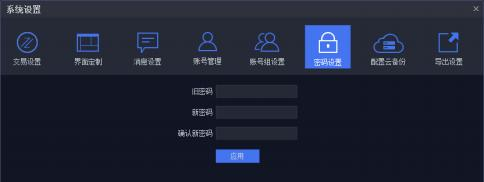 系统设置
交易设置 界面定制 消息设置 账号管理 账号组设置 密码设置 配置云备份 导出设置
旧密码
新密码
确认新密码
应用